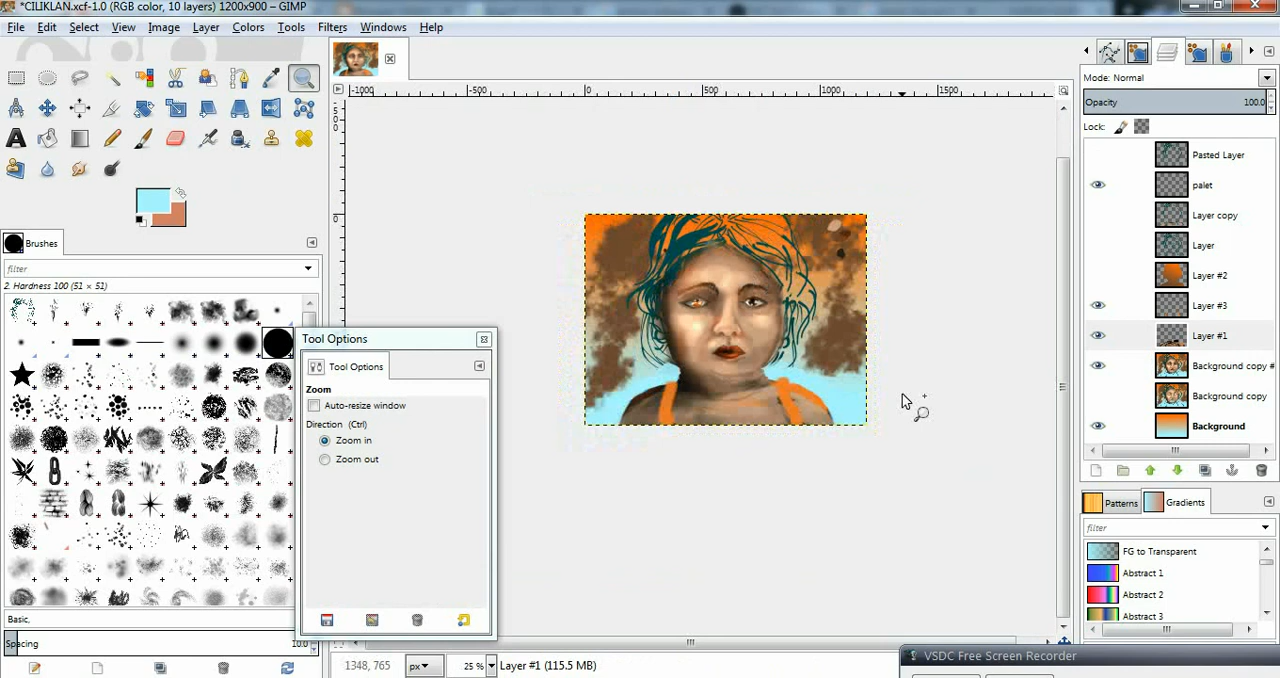 *CILIKLAN.xcf-1.0 (RGB color, 10 layers) 1200x900 – GIMP
File Edit Select View Image Layer Colors Tools Filters Windows Help
-1000 -500 0 500 1000 1500
Mode: Normal
Opacity 100.0
Lock:
Pasted Layer
palet
Layer copy
Layer
Layer #2
Layer #3
Layer #1
Background copy #
Background copy
Background
Brushes
filter
2. Hardness 100 (51 × 51)
Tool Options
Tool Options
Zoom
Auto-resize window
Direction (Ctrl)
Zoom in
Zoom out
Patterns Gradients
filter
FG to Transparent
Abstract 1
Abstract 2
Abstract 3
Basic,
Spacing 10.0
1348, 765 px 25 % Layer #1 (115.5 MB)
VSDC Free Screen Recorder